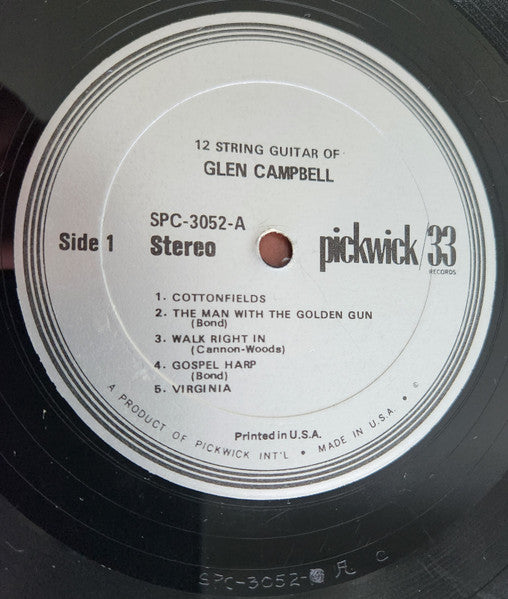 12 STRING GUITAR OF
GLEN CAMPBELL
SPC-3052-A
Side 1
Stereo
pickwick/33
RECORDS
1. COTTONFIELDS
2. THE MAN WITH THE GOLDEN GUN
(Bond)
3. WALK RIGHT IN
(Cannon-Woods)
4. GOSPEL HARP
(Bond)
5. VIRGINIA
Printed in U.S.A.
A PRODUCT OF PICKWICK INT'L • MADE IN U.S.A. • ©
SPC-3052-